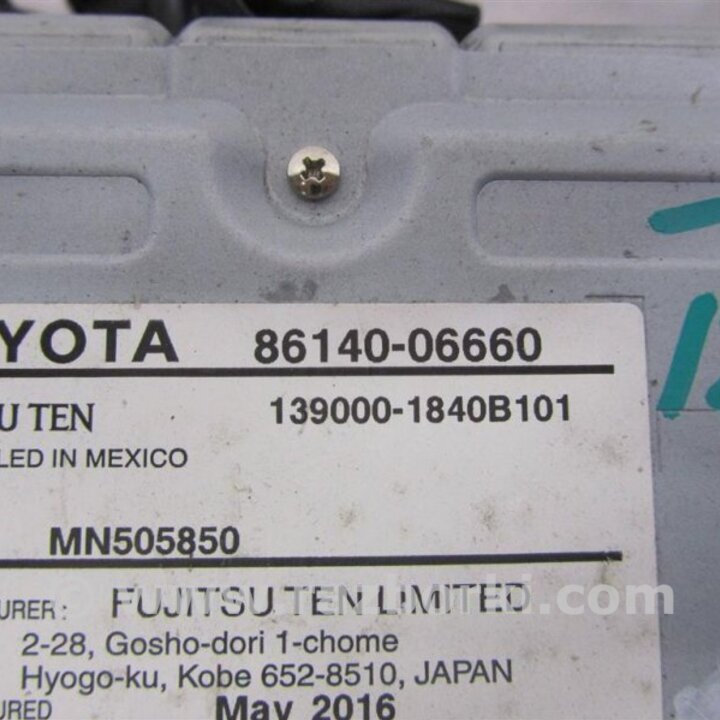 YOTA 86140-06660
U TEN 139000-1840B101
LED IN MEXICO
MN505850
URER: FUJITSU TEN LIMITED
2-28, Gosho-dori 1-chome
Hyogo-ku, Kobe 652-8510, JAPAN
URED May 2016